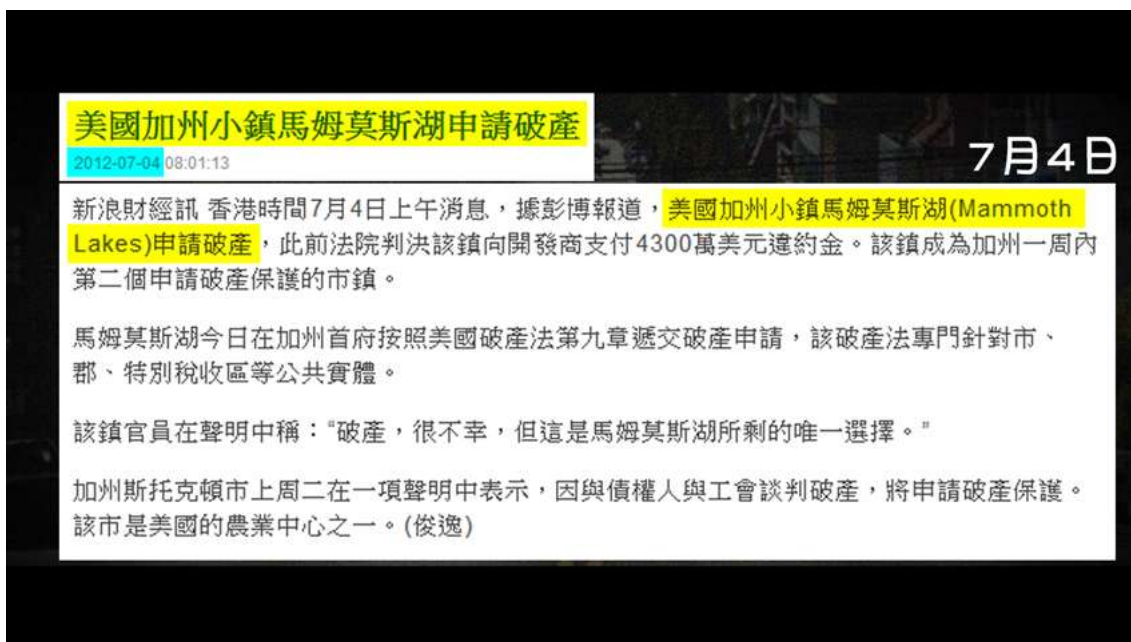 美國加州小鎮馬姆莫斯湖申請破產
2012-07-04 08:01:13
7月4日
新浪財經訊 香港時間7月4日上午消息，據彭博報道，美國加州小鎮馬姆莫斯湖(Mammoth
Lakes)申請破產，此前法院判決該鎮向開發商支付4300萬美元違約金。該鎮成為加州一周內
第二個申請破產保護的市鎮。
馬姆莫斯湖今日在加州首府按照美國破產法第九章遞交破產申請，該破產法專門針對市、
郡、特別稅收區等公共實體。
該鎮官員在聲明中稱："破產，很不幸，但這是馬姆莫斯湖所剩的唯一選擇。"
加州斯托克頓市上周二在一項聲明中表示，因與債權人與工會談判破產，將申請破產保護。
該市是美國的農業中心之一。(俊逸)